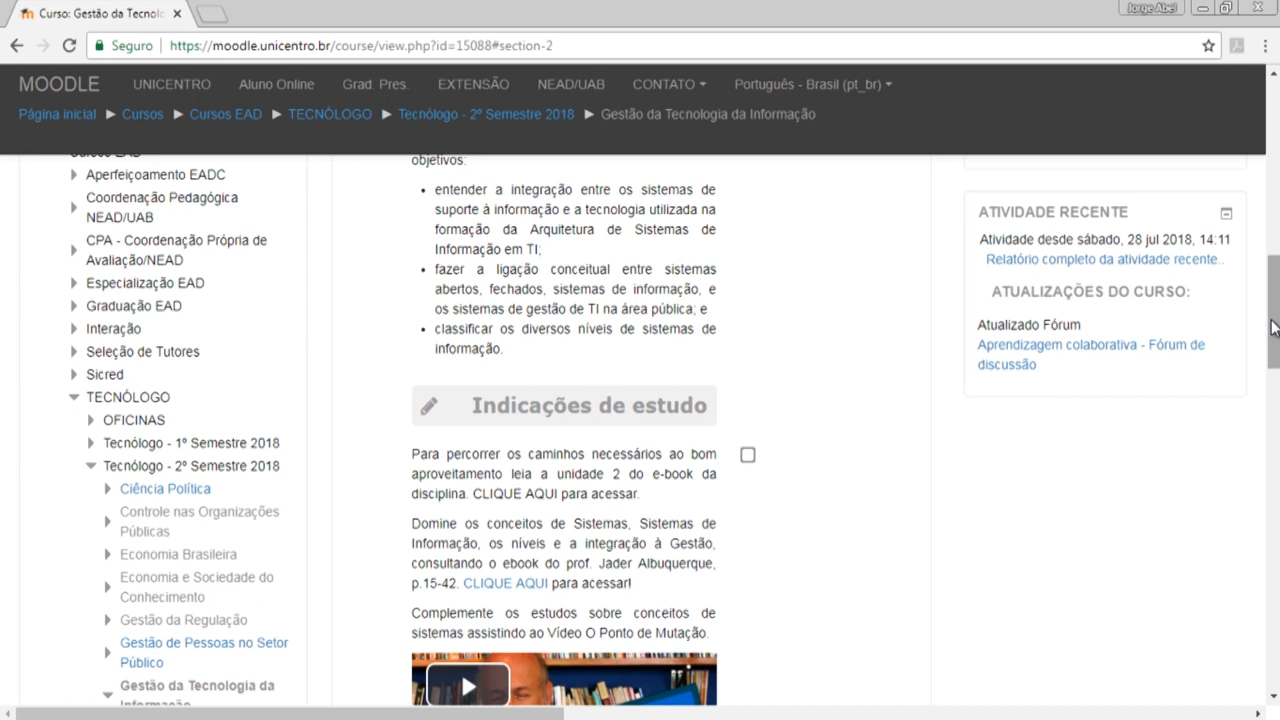 Curso: Gestão da Tecnol
Jorge Abel
Seguro
https://moodle.unicentro.br/course/view.php?id=15088#section-2
MOODLE UNICENTRO Aluno Online Grad. Pres. EXTENSÃO NEAD/UAB CONTATO Português - Brasil (pt_br)
Página inicial ► Cursos ► Cursos EAD ► TECNÓLOGO ► Tecnólogo - 2º Semestre 2018 ► Gestão da Tecnologia da Informação
Cursos EAD
Aperfeiçoamento EADC
Coordenação Pedagógica
NEAD/UAB
CPA - Coordenação Própria de
Avaliação/NEAD
Especialização EAD
Graduação EAD
Interação
Seleção de Tutores
Sicred
TECNÓLOGO
OFICINAS
Tecnólogo - 1º Semestre 2018
Tecnólogo - 2º Semestre 2018
Ciência Política
Controle nas Organizações
Públicas
Economia Brasileira
Economia e Sociedade do
Conhecimento
Gestão da Regulação
Gestão de Pessoas no Setor
Público
Gestão da Tecnologia da
Informação
objetivos:
• entender a integração entre os sistemas de
suporte à informação e a tecnologia utilizada na
formação da Arquitetura de Sistemas de
Informação em TI;
• fazer a ligação conceitual entre sistemas
abertos, fechados, sistemas de informação, e
os sistemas de gestão de TI na área pública; e
• classificar os diversos níveis de sistemas de
informação.
Indicações de estudo
Para percorrer os caminhos necessários ao bom
aproveitamento leia a unidade 2 do e-book da
disciplina. CLIQUE AQUI para acessar.
Domine os conceitos de Sistemas, Sistemas de
Informação, os níveis e a integração à Gestão,
consultando o ebook do prof. Jader Albuquerque,
p.15-42. CLIQUE AQUI para acessar!
Complemente os estudos sobre conceitos de
sistemas assistindo ao Vídeo O Ponto de Mutação.
ATIVIDADE RECENTE
Atividade desde sábado, 28 jul 2018, 14:11
Relatório completo da atividade recente..
ATUALIZAÇÕES DO CURSO:
Atualizado Fórum
Aprendizagem colaborativa - Fórum de
discussão